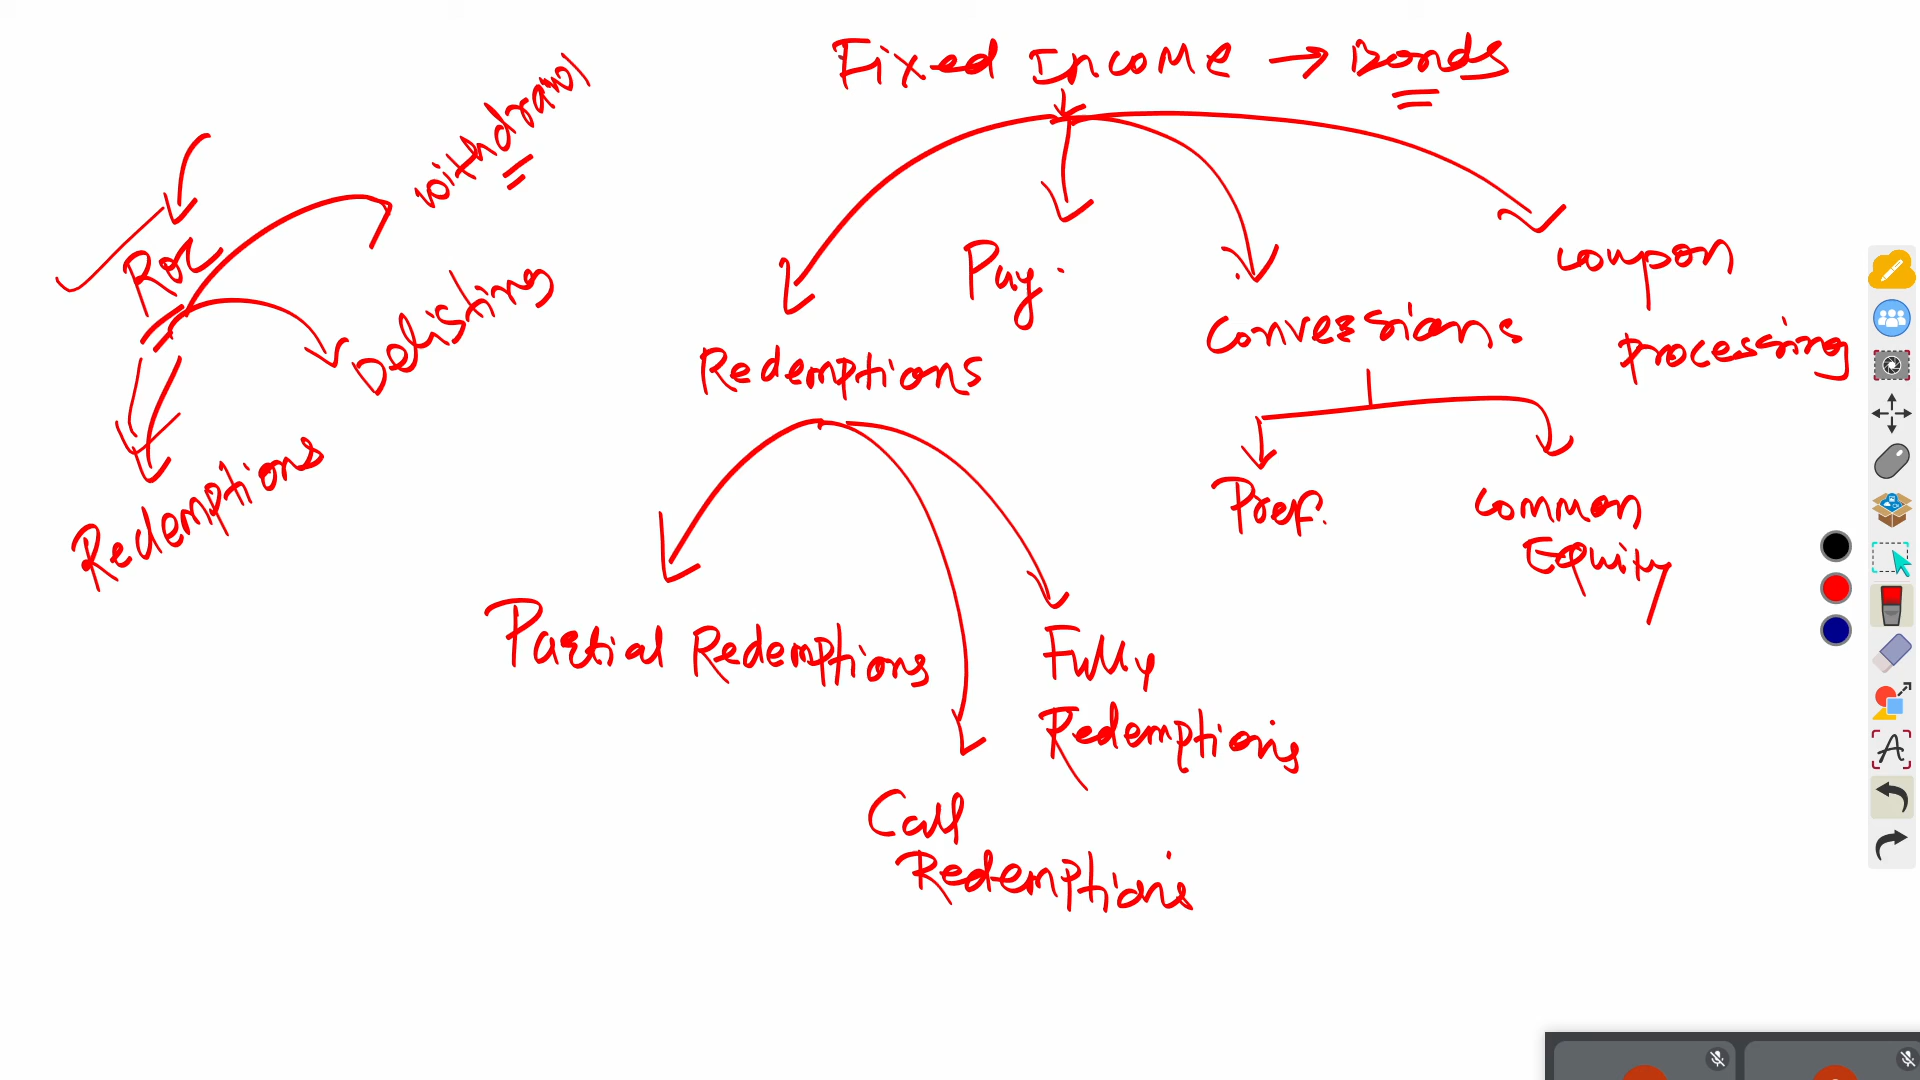 Fixed Income → Bonds
withdrawl
ROC
Delisting
Redemptions
Redemptions
Pay.
Conversions
Coupon
processing
Pref.
Common
Equity
Partial Redemptions
Fully
Redemptions
Call
Redemptions